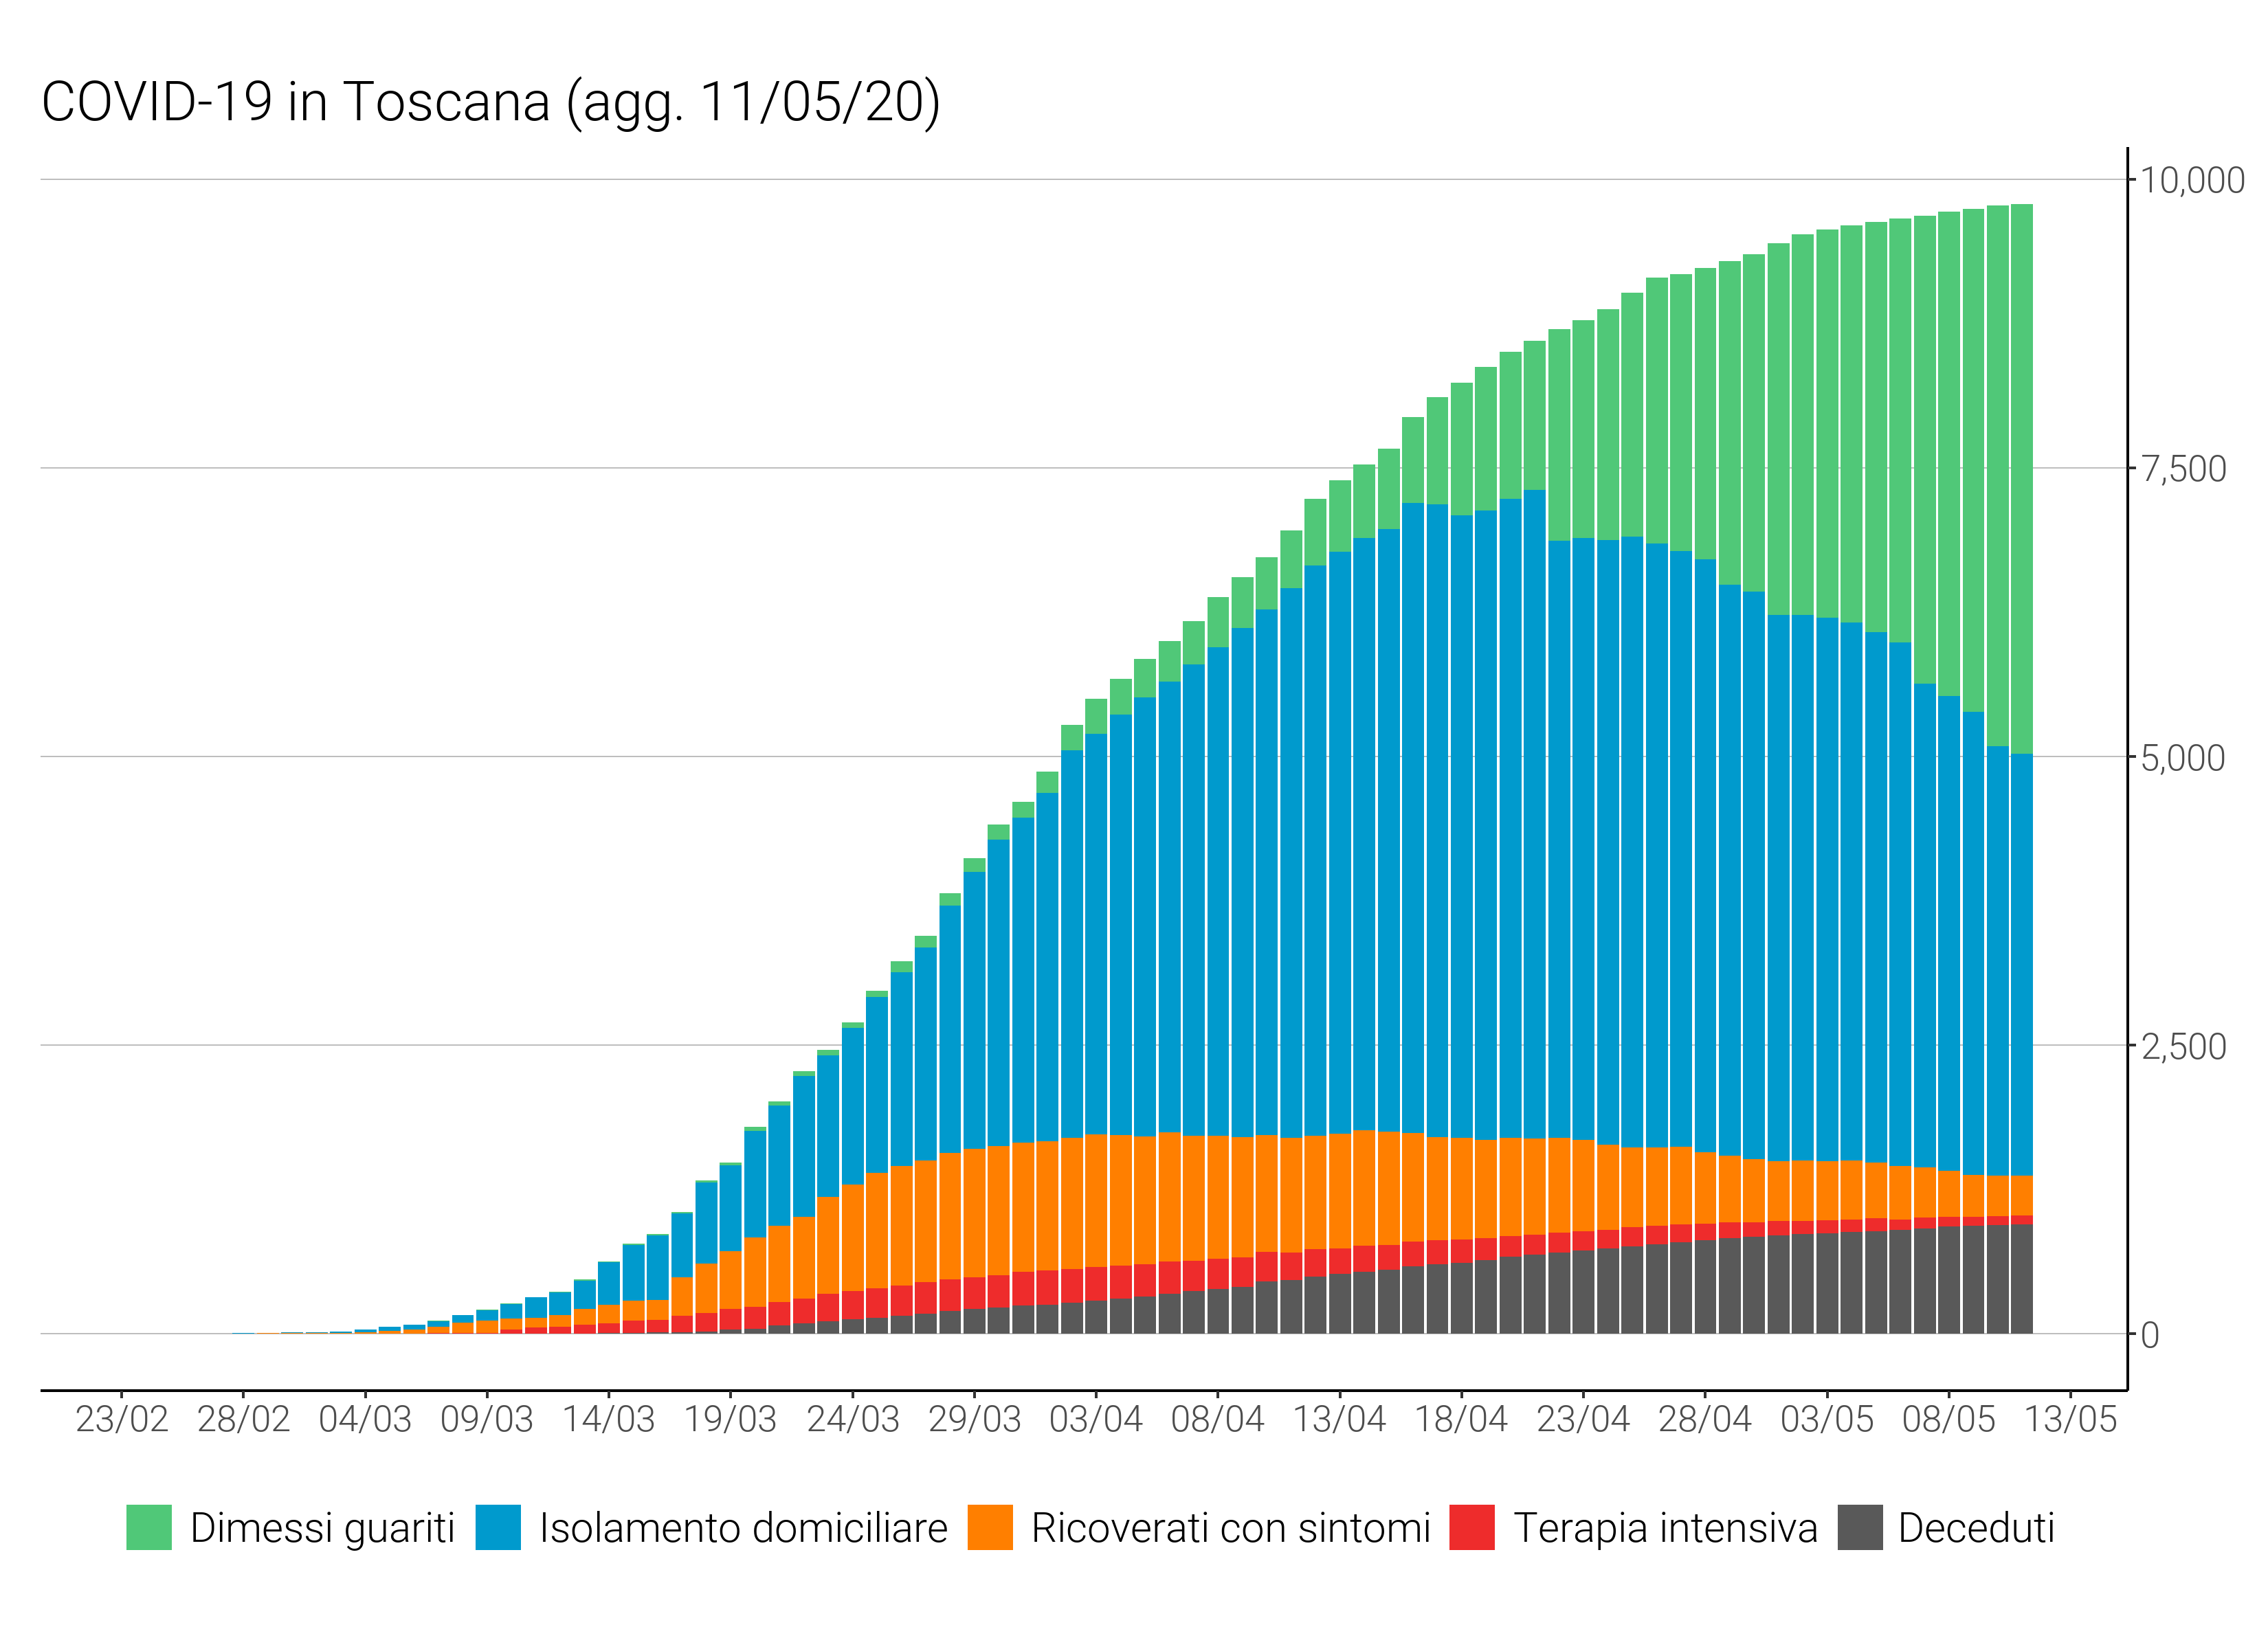 COVID-19 in Toscana (agg. 11/05/20)
10,000
7,500
5,000
2,500
0
23/02 28/02 04/03 09/03 14/03 19/03 24/03 29/03 03/04 08/04 13/04 18/04 23/04 28/04 03/05 08/05 13/05
Dimessi guariti Isolamento domiciliare Ricoverati con sintomi Terapia intensiva Deceduti